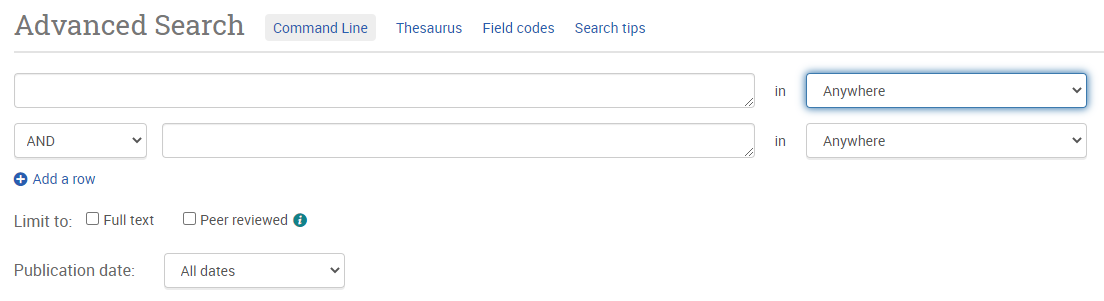 Advanced Search Command Line Thesaurus Field codes Search tips
in Anywhere
AND in Anywhere
Add a row
Limit to: Full text Peer reviewed
Publication date: All dates